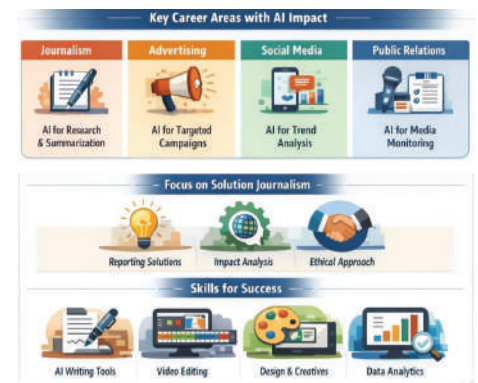 Key Career Areas with AI Impact
Journalism
AI for Research
& Summarization
Advertising
AI for Targeted
Campaigns
Social Media
AI for Trend
Analysis
Public Relations
AI for Media
Monitoring
Focus on Solution Journalism
Reporting Solutions
Impact Analysis
Ethical Approach
Skills for Success
AI Writing Tools
Video Editing
Design & Creatives
Data Analytics